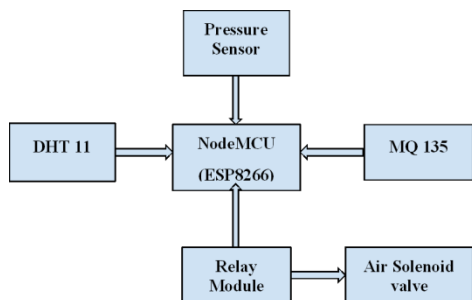 Pressure
Sensor
DHT 11
NodeMCU
(ESP8266)
MQ 135
Relay
Module
Air Solenoid
valve